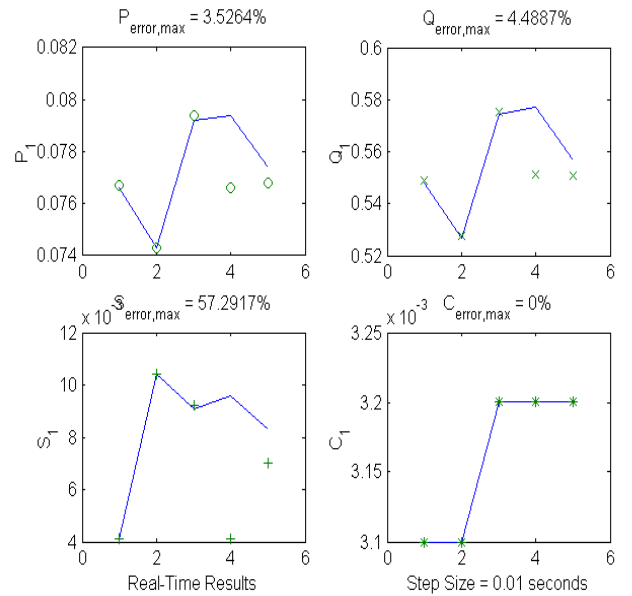 P_error,max = 3.5264%
0.082
0.08
0.078
0.076
0.074
P_1
0 2 4 6
Q_error,max = 4.4887%
0.6
0.58
0.56
0.54
0.52
Q_1
0 2 4 6
x 10^-3
S_error,max = 57.2917%
12
10
8
6
4
S_1
0 2 4 6
Real-Time Results
x 10^-3
C_error,max = 0%
3.25
3.2
3.15
3.1
C_1
0 2 4 6
Step Size = 0.01 seconds